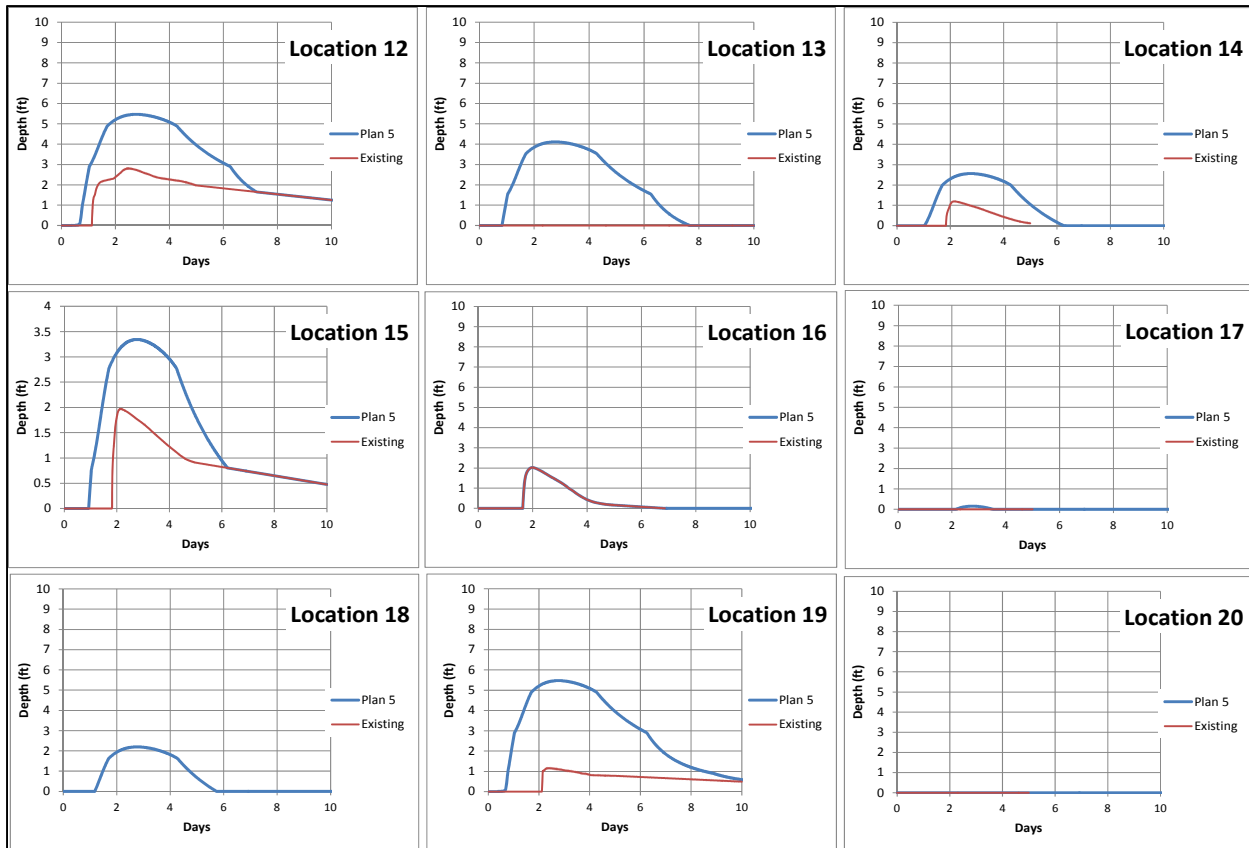 Location 12
Depth (ft)
10
9
8
7
6
5
4
3
2
1
0
0 2 4 6 8 10
Days
Plan 5
Existing
Location 13
Depth (ft)
10
9
8
7
6
5
4
3
2
1
0
0 2 4 6 8 10
Days
Plan 5
Existing
Location 14
Depth (ft)
10
9
8
7
6
5
4
3
2
1
0
0 2 4 6 8 10
Days
Plan 5
Existing
Location 15
Depth (ft)
4
3.5
3
2.5
2
1.5
1
0.5
0
0 2 4 6 8 10
Days
Plan 5
Existing
Location 16
Depth (ft)
10
9
8
7
6
5
4
3
2
1
0
0 2 4 6 8 10
Days
Plan 5
Existing
Location 17
Depth (ft)
10
9
8
7
6
5
4
3
2
1
0
0 2 4 6 8 10
Days
Plan 5
Existing
Location 18
Depth (ft)
10
9
8
7
6
5
4
3
2
1
0
0 2 4 6 8 10
Days
Plan 5
Existing
Location 19
Depth (ft)
10
9
8
7
6
5
4
3
2
1
0
0 2 4 6 8 10
Days
Plan 5
Existing
Location 20
Depth (ft)
10
9
8
7
6
5
4
3
2
1
0
0 2 4 6 8 10
Days
Plan 5
Existing